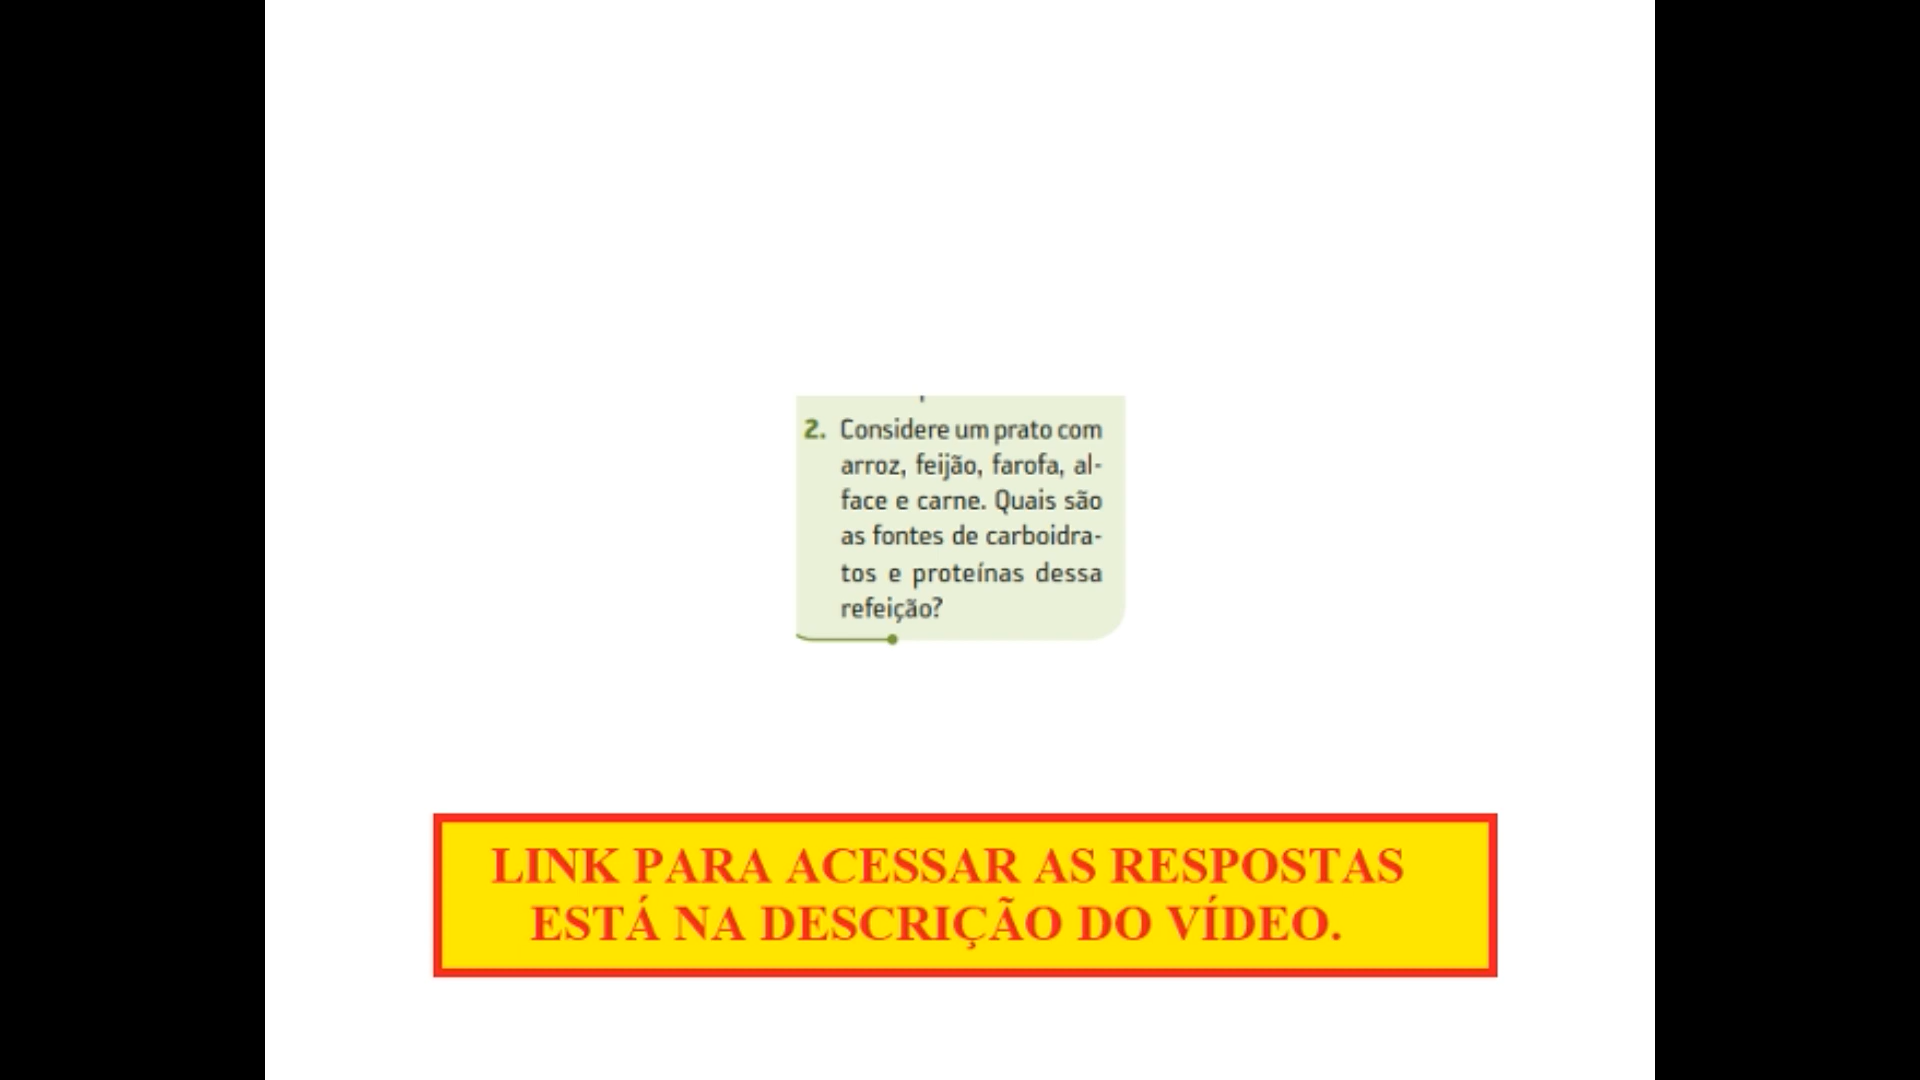 2. Considere um prato com
arroz, feijão, farofa, al-
face e carne. Quais são
as fontes de carboidra-
tos e proteínas dessa
refeição?
LINK PARA ACESSAR AS RESPOSTAS
ESTÁ NA DESCRIÇÃO DO VÍDEO.